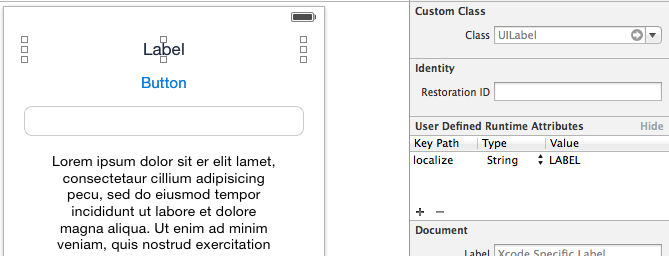 Label
Button
Lorem ipsum dolor sit er elit lamet,
consectetaur cillium adipisicing
pecu, sed do eiusmod tempor
incididunt ut labore et dolore
magna aliqua. Ut enim ad minim
veniam, quis nostrud exercitation
Custom Class
Class UILabel
Identity
Restoration ID
User Defined Runtime Attributes Hide
Key Path Type Value
localize String LABEL
Document
Label Xcode Specific Label